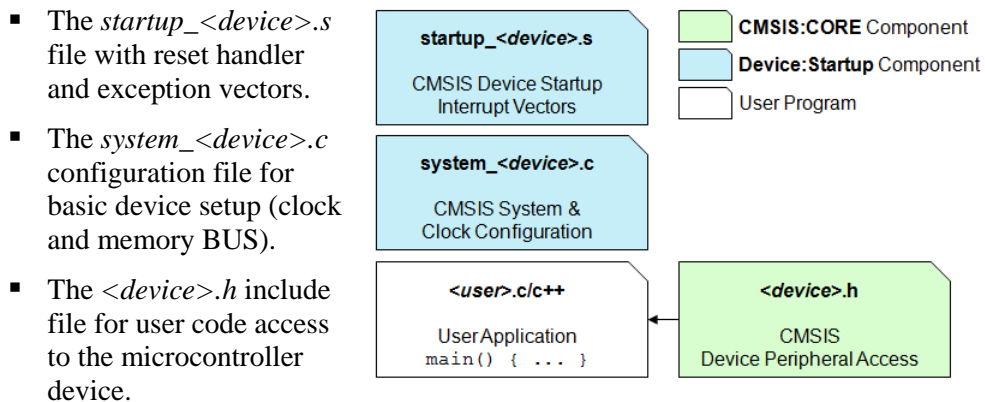 ▪ The startup_<device>.s
file with reset handler
and exception vectors.
▪ The system_<device>.c
configuration file for
basic device setup (clock
and memory BUS).
▪ The <device>.h include
file for user code access
to the microcontroller
device.
startup_<device>.s
CMSIS Device Startup
Interrupt Vectors
system_<device>.c
CMSIS System &
Clock Configuration
<user>.c/c++
User Application
main() { ... }
<device>.h
CMSIS
Device Peripheral Access
CMSIS:CORE Component
Device:Startup Component
User Program